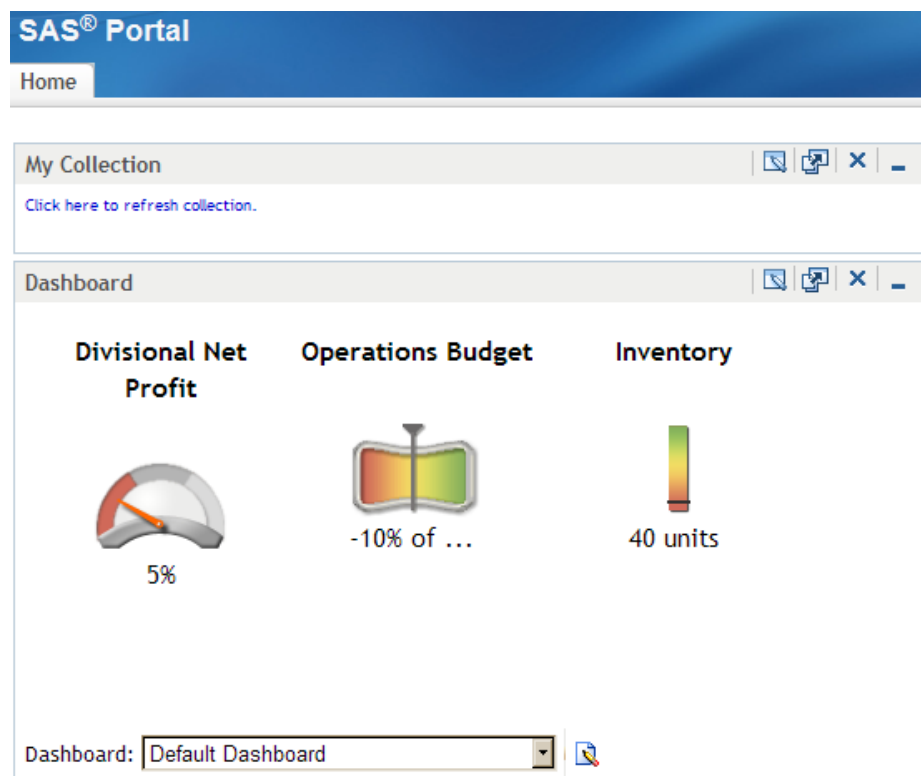 SAS® Portal
Home
My Collection
Click here to refresh collection.
Dashboard
Divisional Net
Profit
Operations Budget
Inventory
5%
-10% of ...
40 units
Dashboard: Default Dashboard